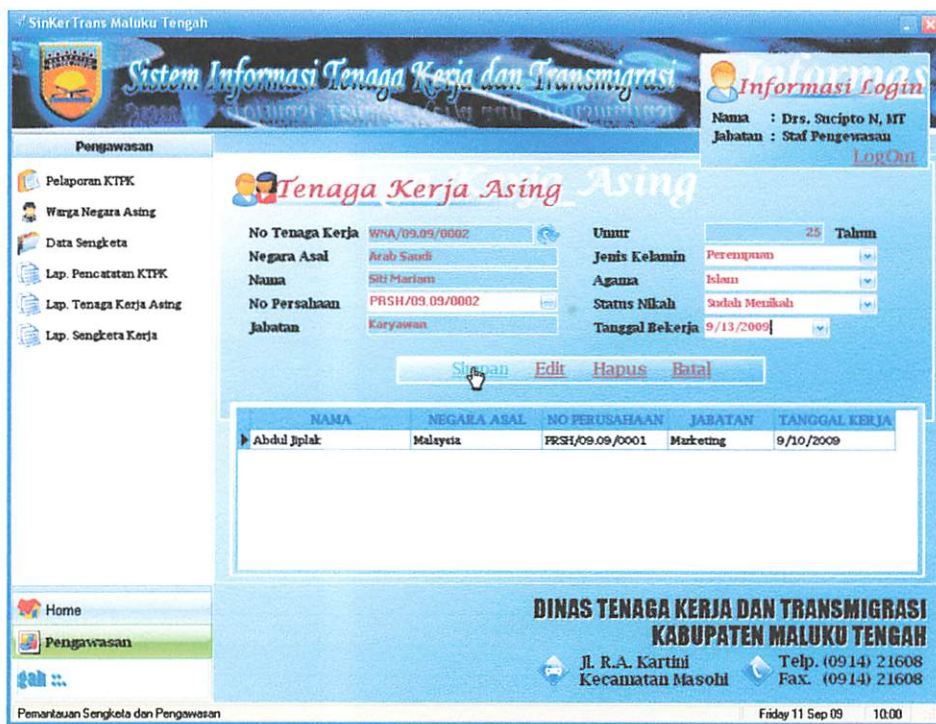 SinKerTrans Maluku Tengah
Sistem Informasi Tenaga Kerja dan Transmigrasi
Informasi Login
Nama : Drs. Sucipto N, MT
Jabatan : Staf Pengewasan
LogOut
Pengawasan
Pelaporan KTPK
Warga Negara Asing
Data Sengketa
Lap. Pencatatan KTPK
Lap. Tenaga Kerja Asing
Lap. Sengketa Kerja
Tenaga Kerja Asing
No Tenaga Kerja WNA/09.09/0002
Negara Asal Arab Saudi
Nama Siti Mariam
No Persahaan PRSH/09.09/0002
Jabatan Karyawan
Umur 25 Tahun
Jenis Kelamin Perempuan
Agama Islam
Status Nikah Sudah Menikah
Tanggal Bekerja 9/13/2009
Simpan Edit Hapus Batal
NAMA NEGARA ASAL NO PERUSAHAAN JABATAN TANGGAL KERJA
Abdul Jiplak Malaysia PRSH/09.09/0001 Marketing 9/10/2009
Home
Pengawasan
gah ::.
DINAS TENAGA KERJA DAN TRANSMIGRASI
KABUPATEN MALUKU TENGAH
Jl. R.A. Kartini
Kecamatan Masohi
Telp. (0914) 21608
Fax. (0914) 21608
Pemantauan Sengketa dan Pengawasan
Friday 11 Sep 09 10:00